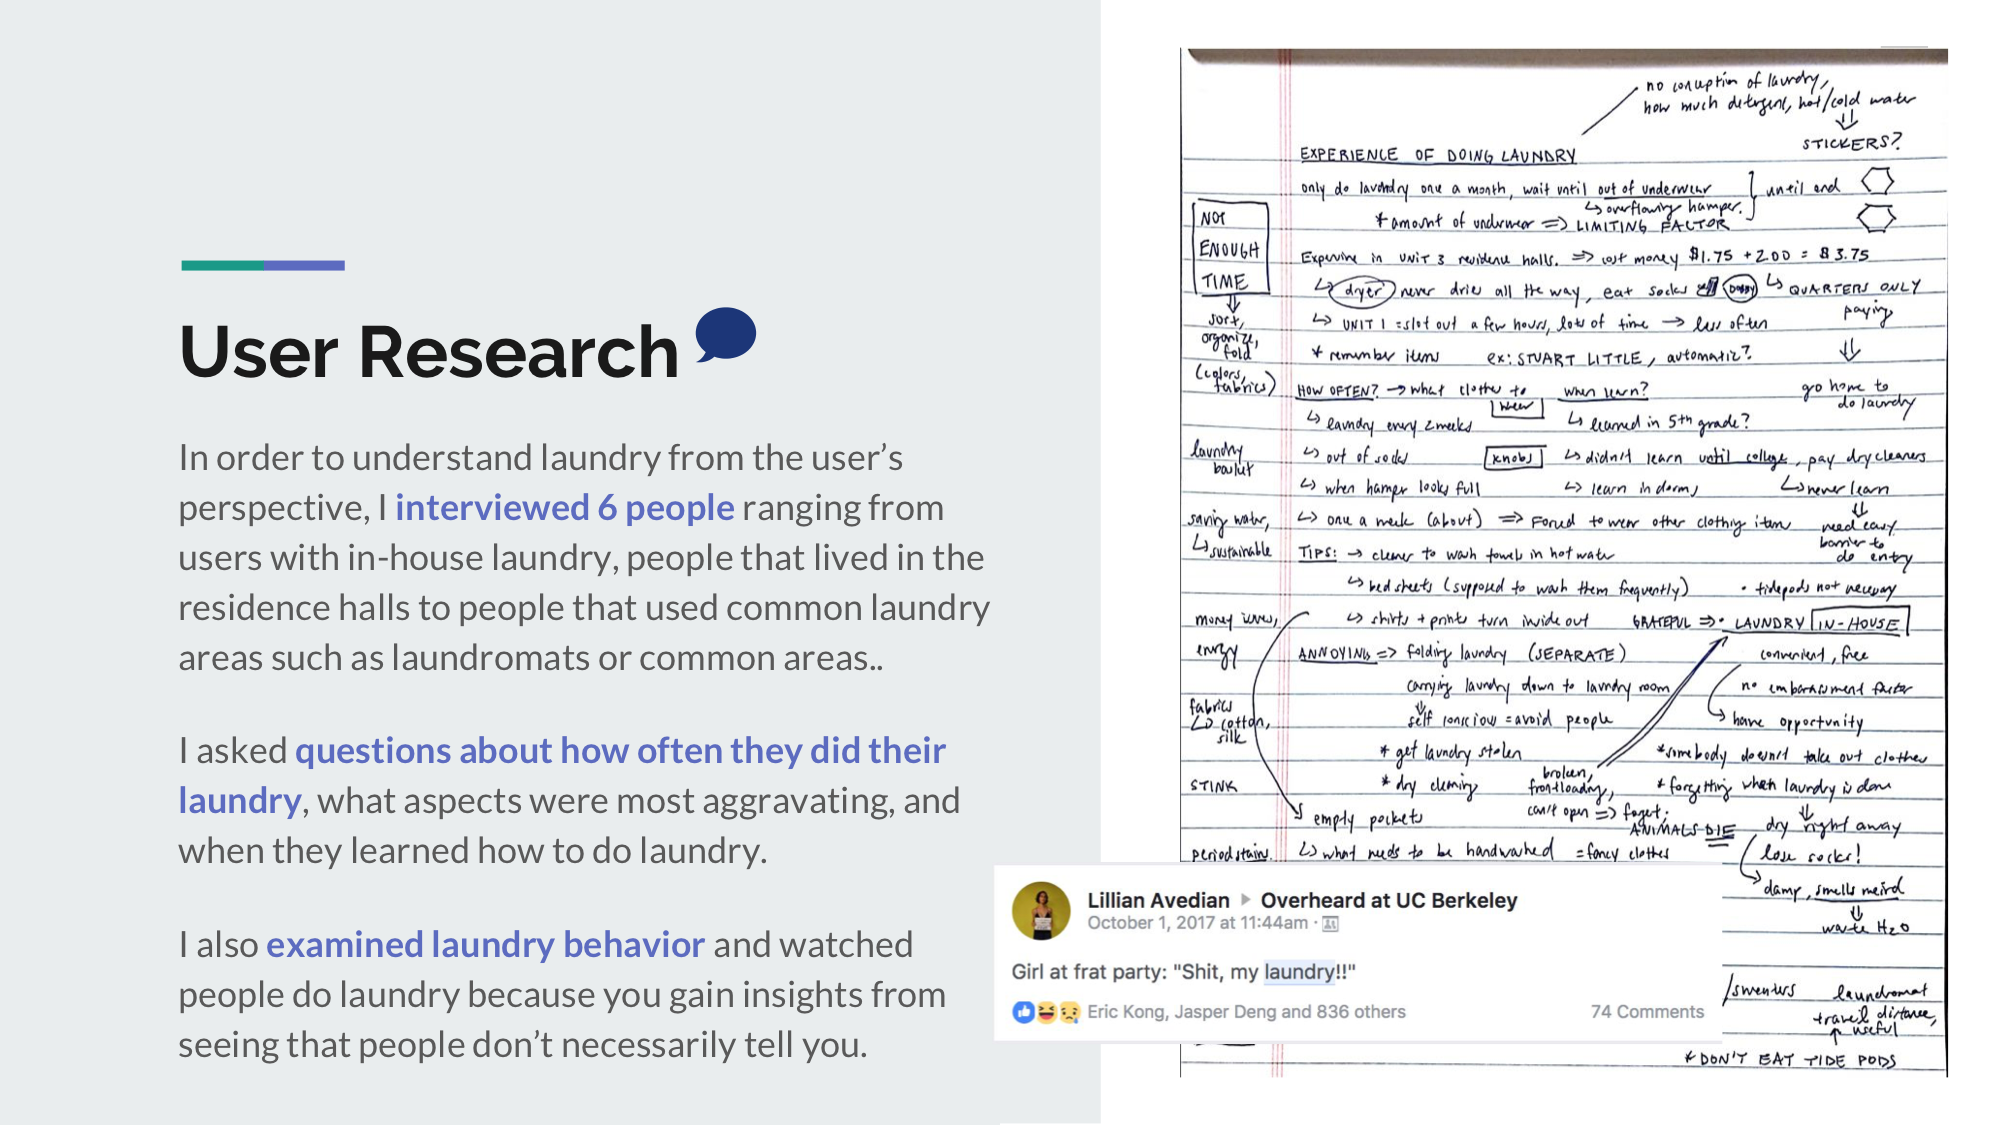 User Research
In order to understand laundry from the user’s
perspective, I interviewed 6 people ranging from
users with in-house laundry, people that lived in the
residence halls to people that used common laundry
areas such as laundromats or common areas..
I asked questions about how often they did their
laundry, what aspects were most aggravating, and
when they learned how to do laundry.
I also examined laundry behavior and watched
people do laundry because you gain insights from
seeing that people don’t necessarily tell you.
no conception of laundry,
how much detergent, hot/cold water
STICKERS?
EXPERIENCE OF DOING LAUNDRY
only do laundry once a month, wait until out of underwear
until end
overflowing hamper.
* amount of underwear => LIMITING FACTOR
NOT
ENOUGH
TIME
sort,
organize,
fold
(colors,
fabrics)
laundry
basket
saving water,
sustainable
money issues,
energy
fabrics
cotton,
silk
STINK
period stain
in UNIT 3 residence halls. => cost money $1.75 + 2.00 = $3.75
dryer never dries all the way, eat socks
QUARTERS ONLY
paying
UNIT 1 = slot out a few hours, lots of time → less often
* remember items ex: STUART LITTLE, automatic?
go home to
do laundry
HOW OFTEN? → what clothes to wear
when learn?
laundry every 2 weeks
learned in 5th grade?
out of socks
knobs
didn't learn until college, pay dry cleaners
when hamper looks full
learn in dorms
never learn
once a week (about) => Forced to wear other clothing items
need easy
barrier to
do entry
TIPS: → cleaner to wash towels in hot water
bedsheets (supposed to wash them frequently)
• tidepods not necessary
shirts + prints turn inside out
GRATEFUL => • LAUNDRY IN-HOUSE
ANNOYING => folding laundry (SEPARATE)
convenient, free
carrying laundry down to laundry room
no embarassment factor
self conscious = avoid people
have opportunity
* get laundry stolen
* somebody doesn't take out clothes
* dry cleaning
broken,
frontloading,
can't open => forget;
ANIMALS DIE
* forgetting when laundry is done
empty pockets
dry right away
what needs to be handwashed = fancy clothes
lose socks!
damp, smells weird
waste H2O
/sweaters
laundromat
travel distance,
useful
* DON'T EAT TIDE PODS
Lillian Avedian ▸ Overheard at UC Berkeley
October 1, 2017 at 11:44am ·
Girl at frat party: "Shit, my laundry!!"
Eric Kong, Jasper Deng and 836 others 74 Comments